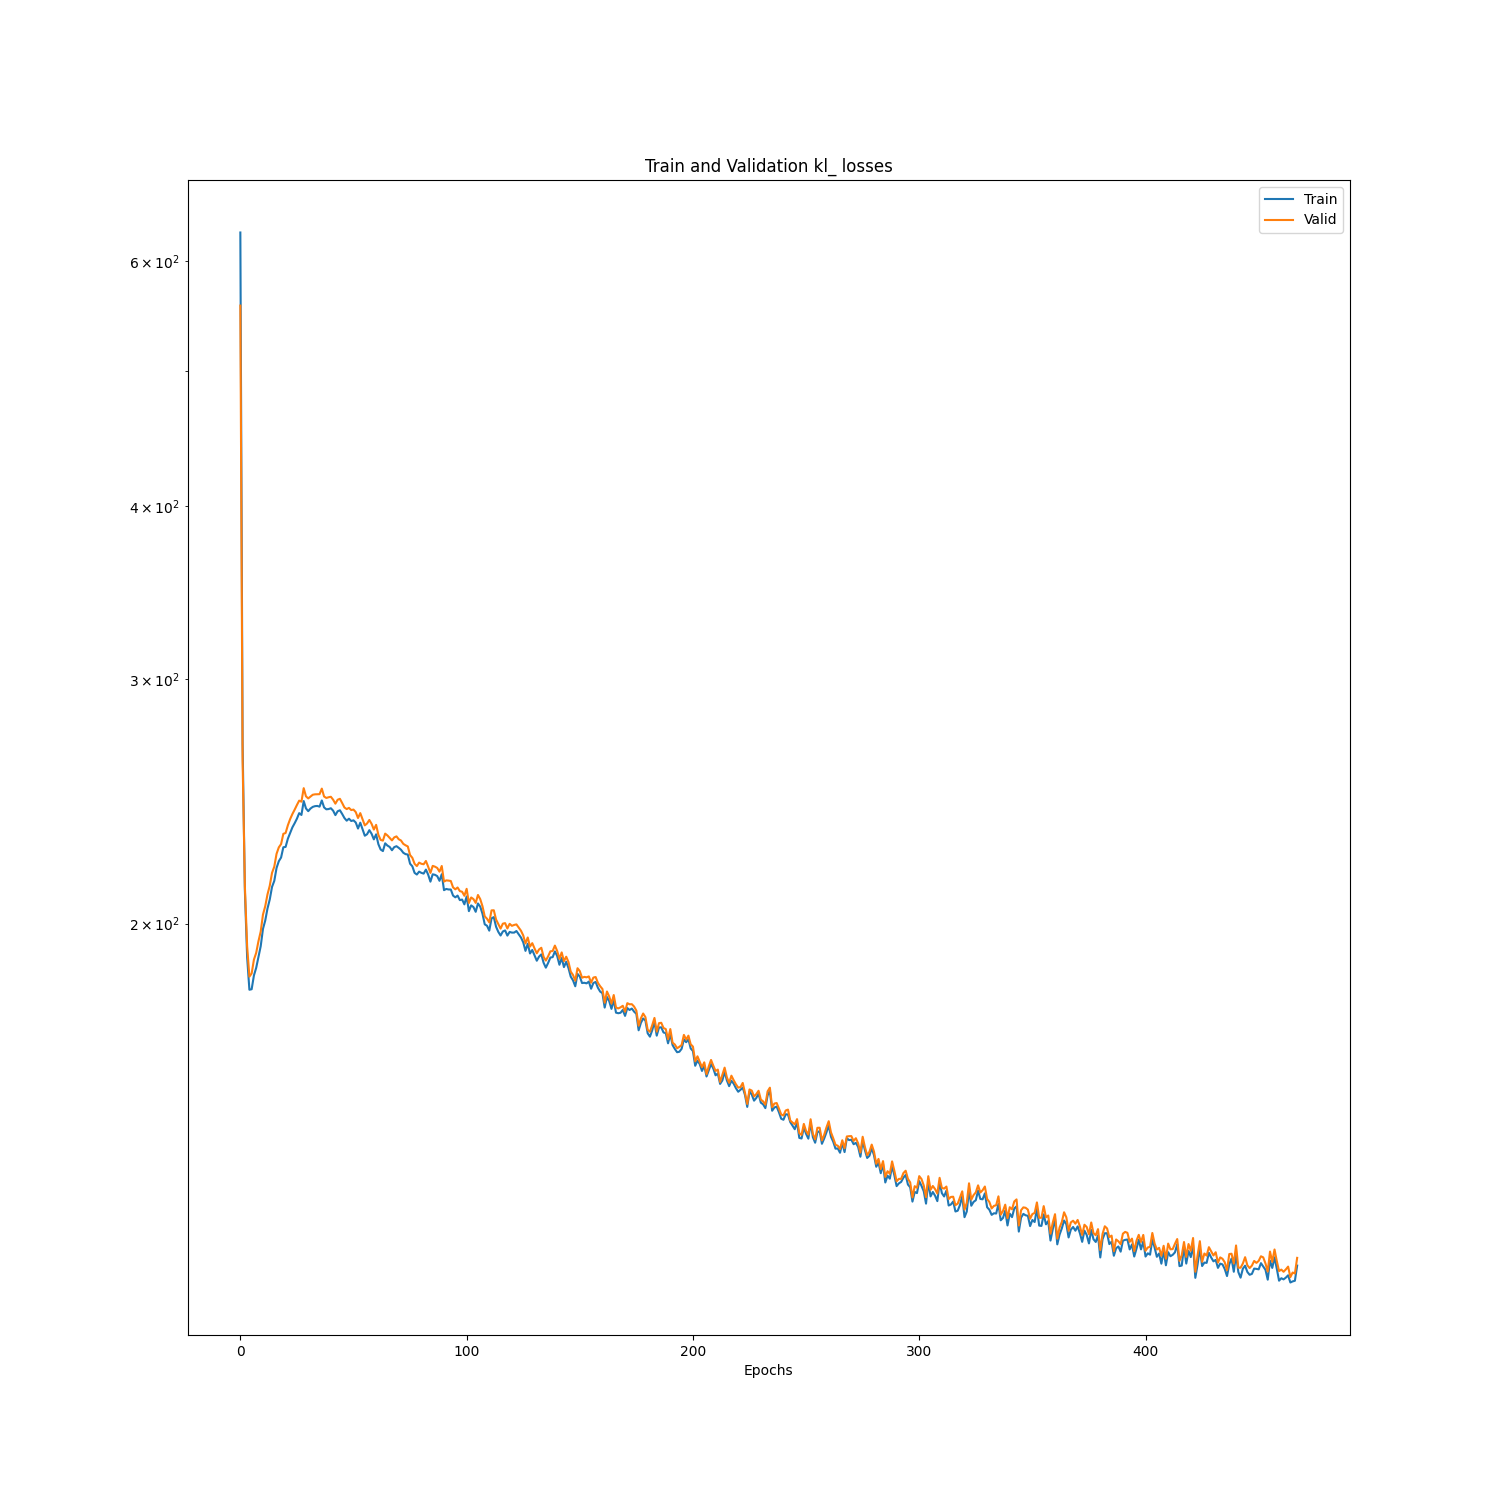 Train and Validation kl_ losses
Train
Valid
6 × 10²
4 × 10²
3 × 10²
2 × 10²
0 100 200 300 400
Epochs